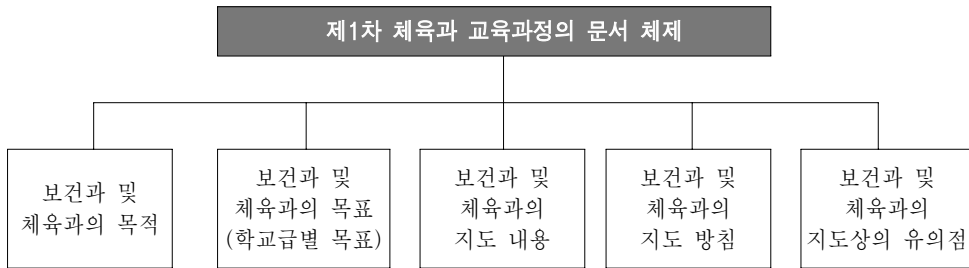 제1차 체육과 교육과정의 문서 체제
보건과 및
체육과의 목적
보건과 및
체육과의 목표
(학교급별 목표)
보건과 및
체육과의
지도 내용
보건과 및
체육과의
지도 방침
보건과 및
체육과의
지도상의 유의점